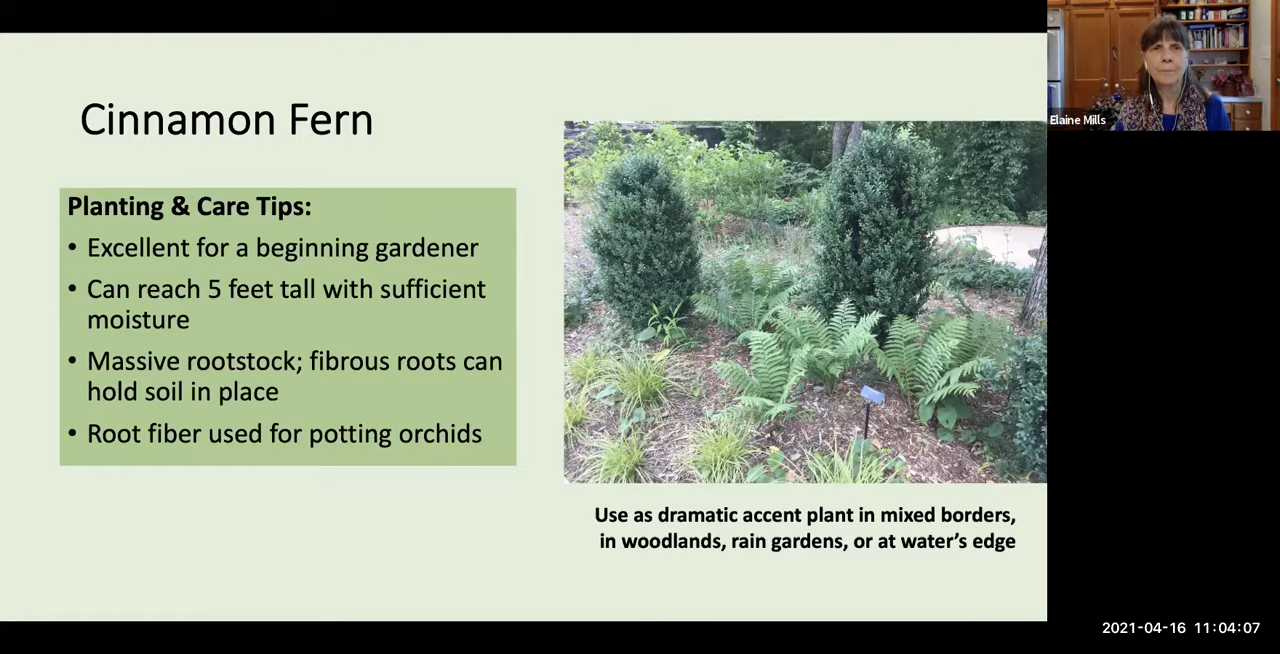 Cinnamon Fern
Planting & Care Tips:
• Excellent for a beginning gardener
• Can reach 5 feet tall with sufficient
moisture
• Massive rootstock; fibrous roots can
hold soil in place
• Root fiber used for potting orchids
Use as dramatic accent plant in mixed borders,
in woodlands, rain gardens, or at water’s edge
Elaine Mills
2021-04-16 11:04:07